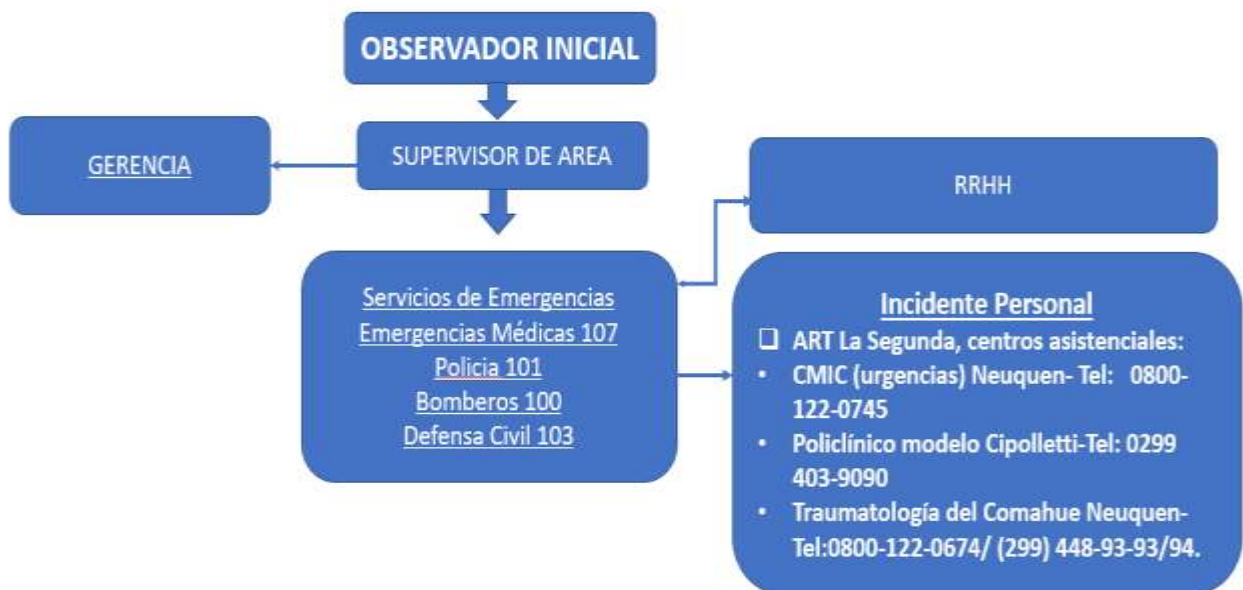 OBSERVADOR INICIAL
GERENCIA
SUPERVISOR DE AREA
RRHH
Servicios de Emergencias
Emergencias Médicas 107
Policia 101
Bomberos 100
Defensa Civil 103
Incidente Personal
❑ ART La Segunda, centros asistenciales:
• CMIC (urgencias) Neuquen- Tel: 0800-
122-0745
• Policlínico modelo Cipolletti-Tel: 0299
403-9090
• Traumatología del Comahue Neuquen-
Tel:0800-122-0674/ (299) 448-93-93/94.